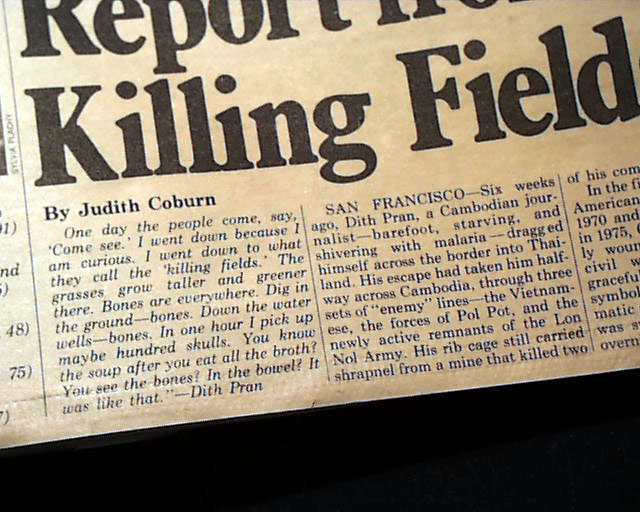 Report from
Killing Fields
SYLVIA PLACHY
By Judith Coburn
One day the people come, say,
'Come see.' I went down because I
am curious. I went down to what
they call the 'killing fields.' The
grasses grow taller and greener
there. Bones are everywhere. Dig in
the ground—bones. Down the water
wells—bones. In one hour I pick up
maybe hundred skulls. You know
the soup after you eat all the broth?
You see the bones? In the bowel? It
was like that."—Dith Pran
SAN FRANCISCO—Six weeks
ago, Dith Pran, a Cambodian jour-
nalist—barefoot, starving, and
shivering with malaria—dragged
himself across the border into Thai-
land. His escape had taken him half-
way across Cambodia, through three
sets of "enemy" lines—the Vietnam-
ese, the forces of Pol Pot, and the
newly active remnants of the Lon
Nol Army. His rib cage still carried
shrapnel from a mine that killed two
of his com
In the fi
American
1970 and
in 1975, (
ly woun
civil w
graceful
symbol
matic
was s
overn
91)
nd
5)
48)
75)
7)